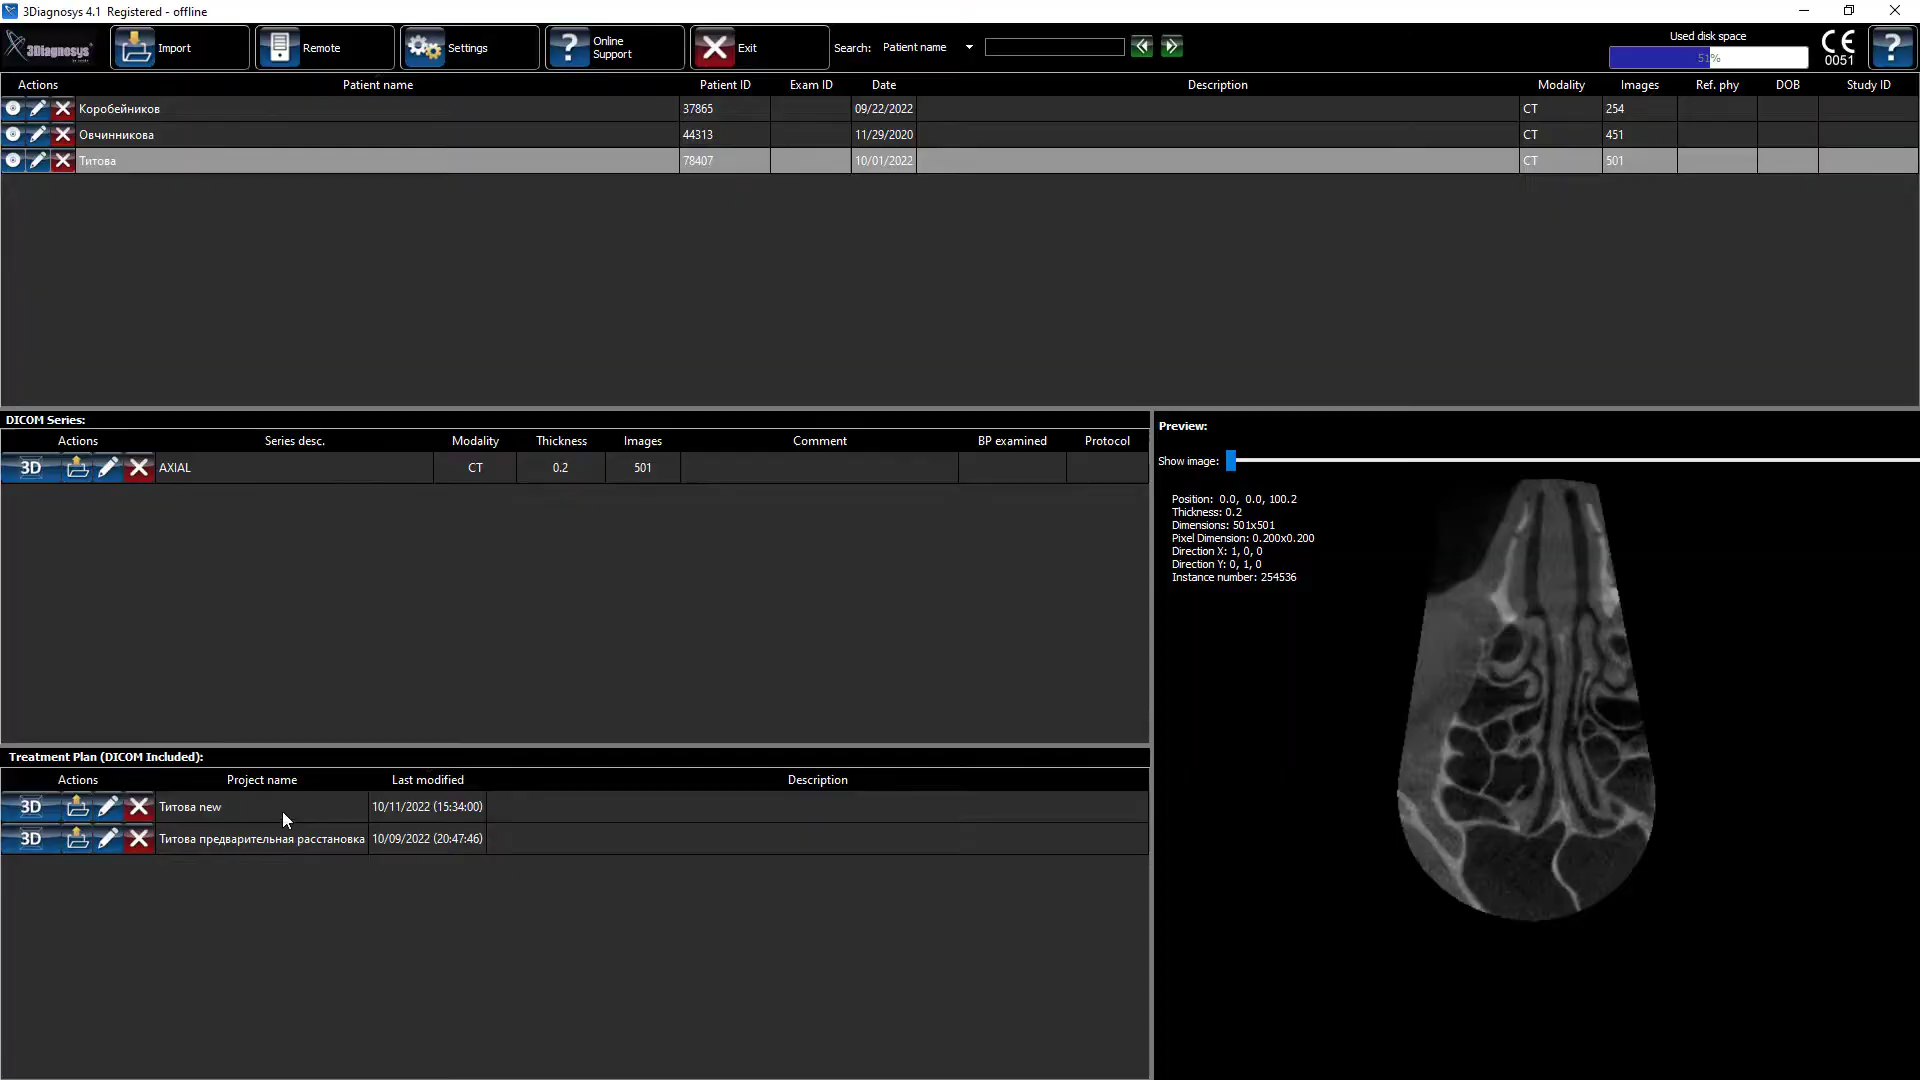 3Diagnosys 4.1 Registered - offline
3Diagnosys
Import
Remote
Settings
Online
Support
Exit
Search: Patient name
Used disk space
51%
CE
0051
Actions Patient name Patient ID Exam ID Date Description Modality Images Ref. phy DOB Study ID
Коробейников 37865 09/22/2022 CT 254
Овчинникова 44313 11/29/2020 CT 451
Титова 78407 10/01/2022 CT 501
DICOM Series:
Actions Series desc. Modality Thickness Images Comment BP examined Protocol
3D AXIAL CT 0.2 501
Preview:
Show image:
Position: 0.0, 0.0, 100.2
Thickness: 0.2
Dimensions: 501x501
Pixel Dimension: 0.200x0.200
Direction X: 1, 0, 0
Direction Y: 0, 1, 0
Instance number: 254536
Treatment Plan (DICOM Included):
Actions Project name Last modified Description
3D Титова new 10/11/2022 (15:34:00)
3D Титова предварительная расстановка 10/09/2022 (20:47:46)